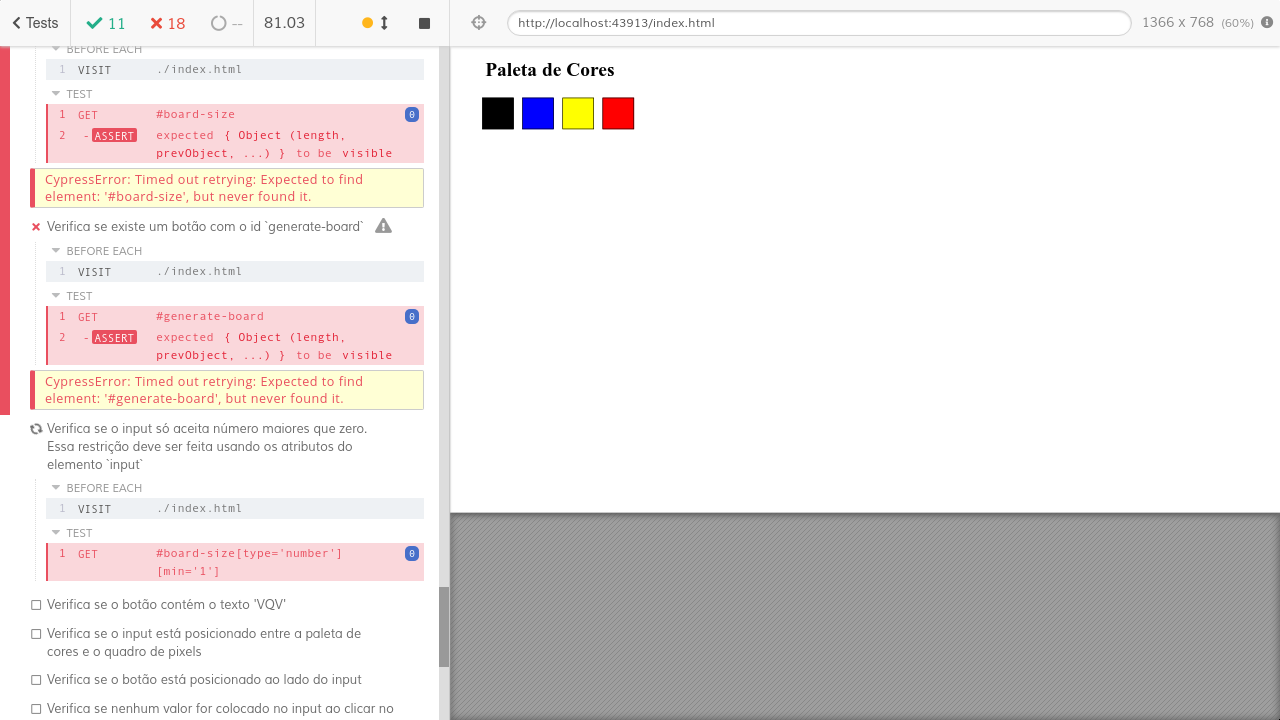 Tests
11
18
--
81.03
http://localhost:43913/index.html
1366 x 768 (60%)
BEFORE EACH
1 VISIT ./index.html
TEST
1 GET #board-size 0
2 -ASSERT expected { Object (length,
prevObject, ...) } to be visible
CypressError: Timed out retrying: Expected to find
element: '#board-size', but never found it.
Verifica se existe um botão com o id `generate-board`
BEFORE EACH
1 VISIT ./index.html
TEST
1 GET #generate-board 0
2 -ASSERT expected { Object (length,
prevObject, ...) } to be visible
CypressError: Timed out retrying: Expected to find
element: '#generate-board', but never found it.
Verifica se o input só aceita número maiores que zero.
Essa restrição deve ser feita usando os atributos do
elemento `input`
BEFORE EACH
1 VISIT ./index.html
TEST
1 GET #board-size[type='number'] 0
[min='1']
Verifica se o botão contém o texto 'VQV'
Verifica se o input está posicionado entre a paleta de
cores e o quadro de pixels
Verifica se o botão está posicionado ao lado do input
Verifica se nenhum valor for colocado no input ao clicar no
Paleta de Cores